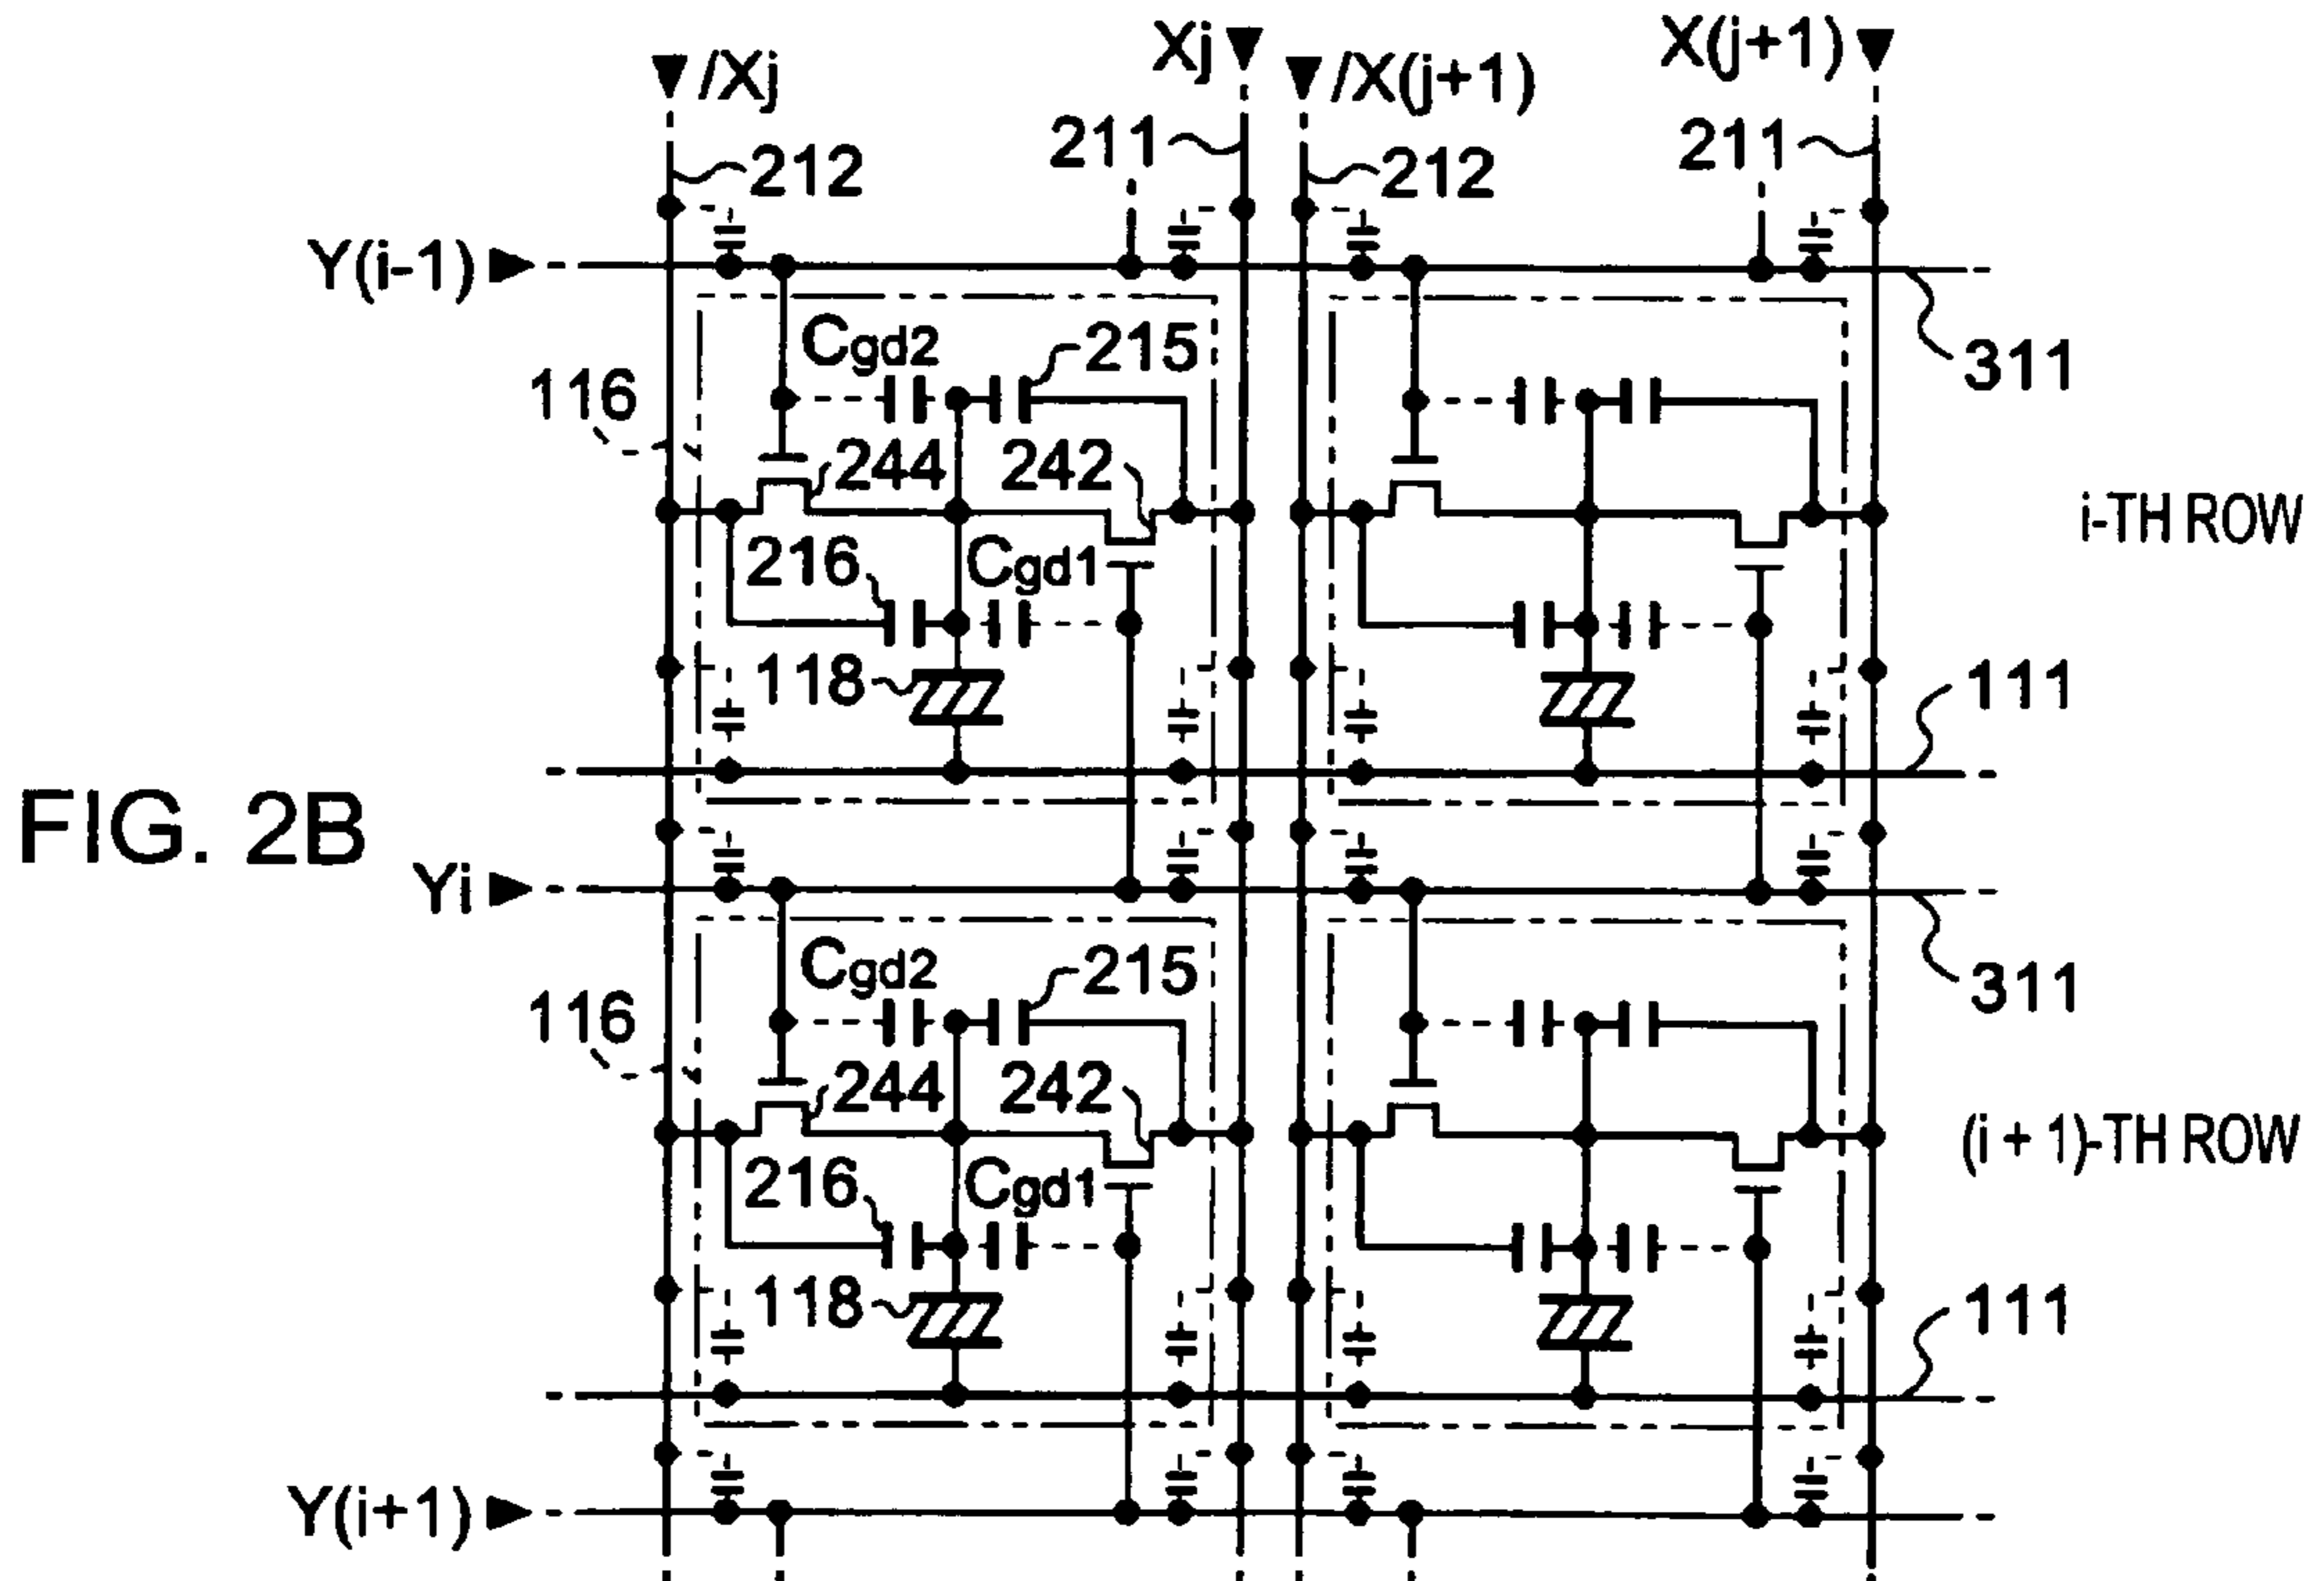 Xj
X(j+1)
/Xj
/X(j+1)
211
211
212
212
Y(i-1)
Cgd2
215
311
116
244
242
i-TH ROW
216
Cgd1
118
111
FIG. 2B
Yi
Cgd2
215
311
116
244
242
(i + 1)-TH ROW
216
Cgd1
118
111
Y(i+1)